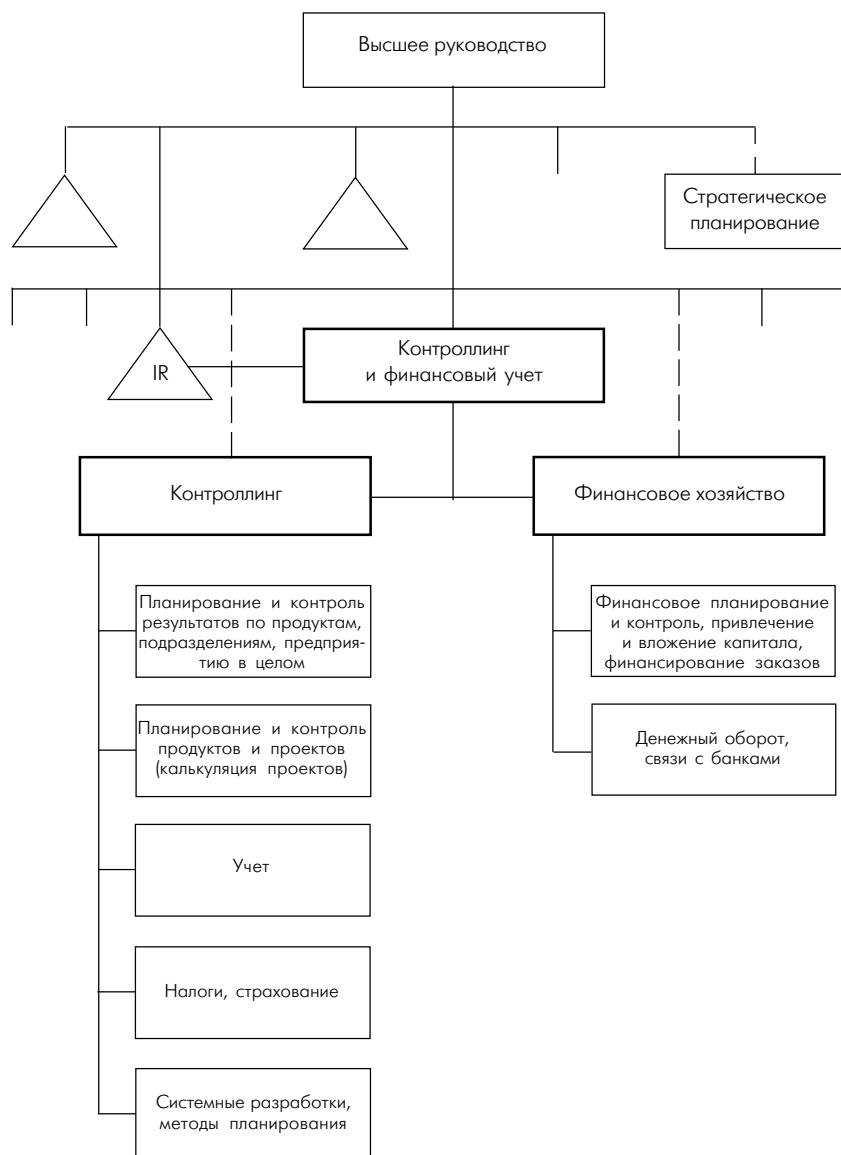 Высшее руководство
Стратегическое
планирование
IR
Контроллинг
и финансовый учет
Контроллинг
Финансовое хозяйство
Планирование и контроль
результатов по продуктам,
подразделениям, предприя-
тию в целом
Планирование и контроль
продуктов и проектов
(калькуляция проектов)
Учет
Налоги, страхование
Системные разработки,
методы планирования
Финансовое планирование
и контроль, привлечение
и вложение капитала,
финансирование заказов
Денежный оборот,
связи с банками